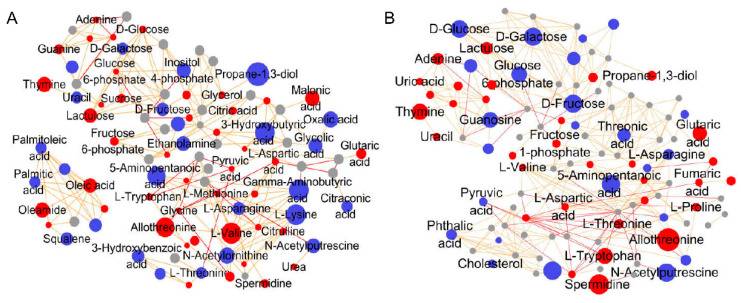 A
Adenine
D-Glucose
Guanine
D-Galactose
Glucose
6-phosphate
Inositol
4-phosphate
Propane-1,3-diol
Thymine
Uracil
Sucrose
Glycerol
Malonic
acid
Lactulose
D-Fructose
Citric acid
Oxalic acid
Fructose
6-phosphate
3-Hydroxybutyric
acid
Glycolic
acid
Palmitoleic
acid
Ethanolamine
Glutaric
acid
5-Aminopentanoic
acid
Pyruvic
acid
L-Aspartic
acid
Palmitic
acid
Oleic acid
L-Methionine
Gamma-Aminobutyric
acid
L-Tryptophan
Glycine
L-Asparagine
L-Lysine
Citraconic
acid
Oleamide
Allothreonine
L-Valine
Citrulline
Squalene
3-Hydroxybenzoic
acid
N-Acetylornithine
N-Acetylputrescine
L-Threonine
Urea
Spermidine
B
D-Glucose
D-Galactose
Lactulose
Adenine
Glucose
6-phosphate
Propane-1,3-diol
Uric acid
Thymine
D-Fructose
Guanosine
Uracil
Fructose
1-phosphate
Threonic
acid
Glutaric
acid
L-Asparagine
L-Valine
5-Aminopentanoic
acid
Fumaric
acid
Pyruvic
acid
L-Aspartic
acid
L-Proline
Phthalic
acid
L-Threonine
Allothreonine
Cholesterol
L-Tryptophan
N-Acetylputrescine
Spermidine